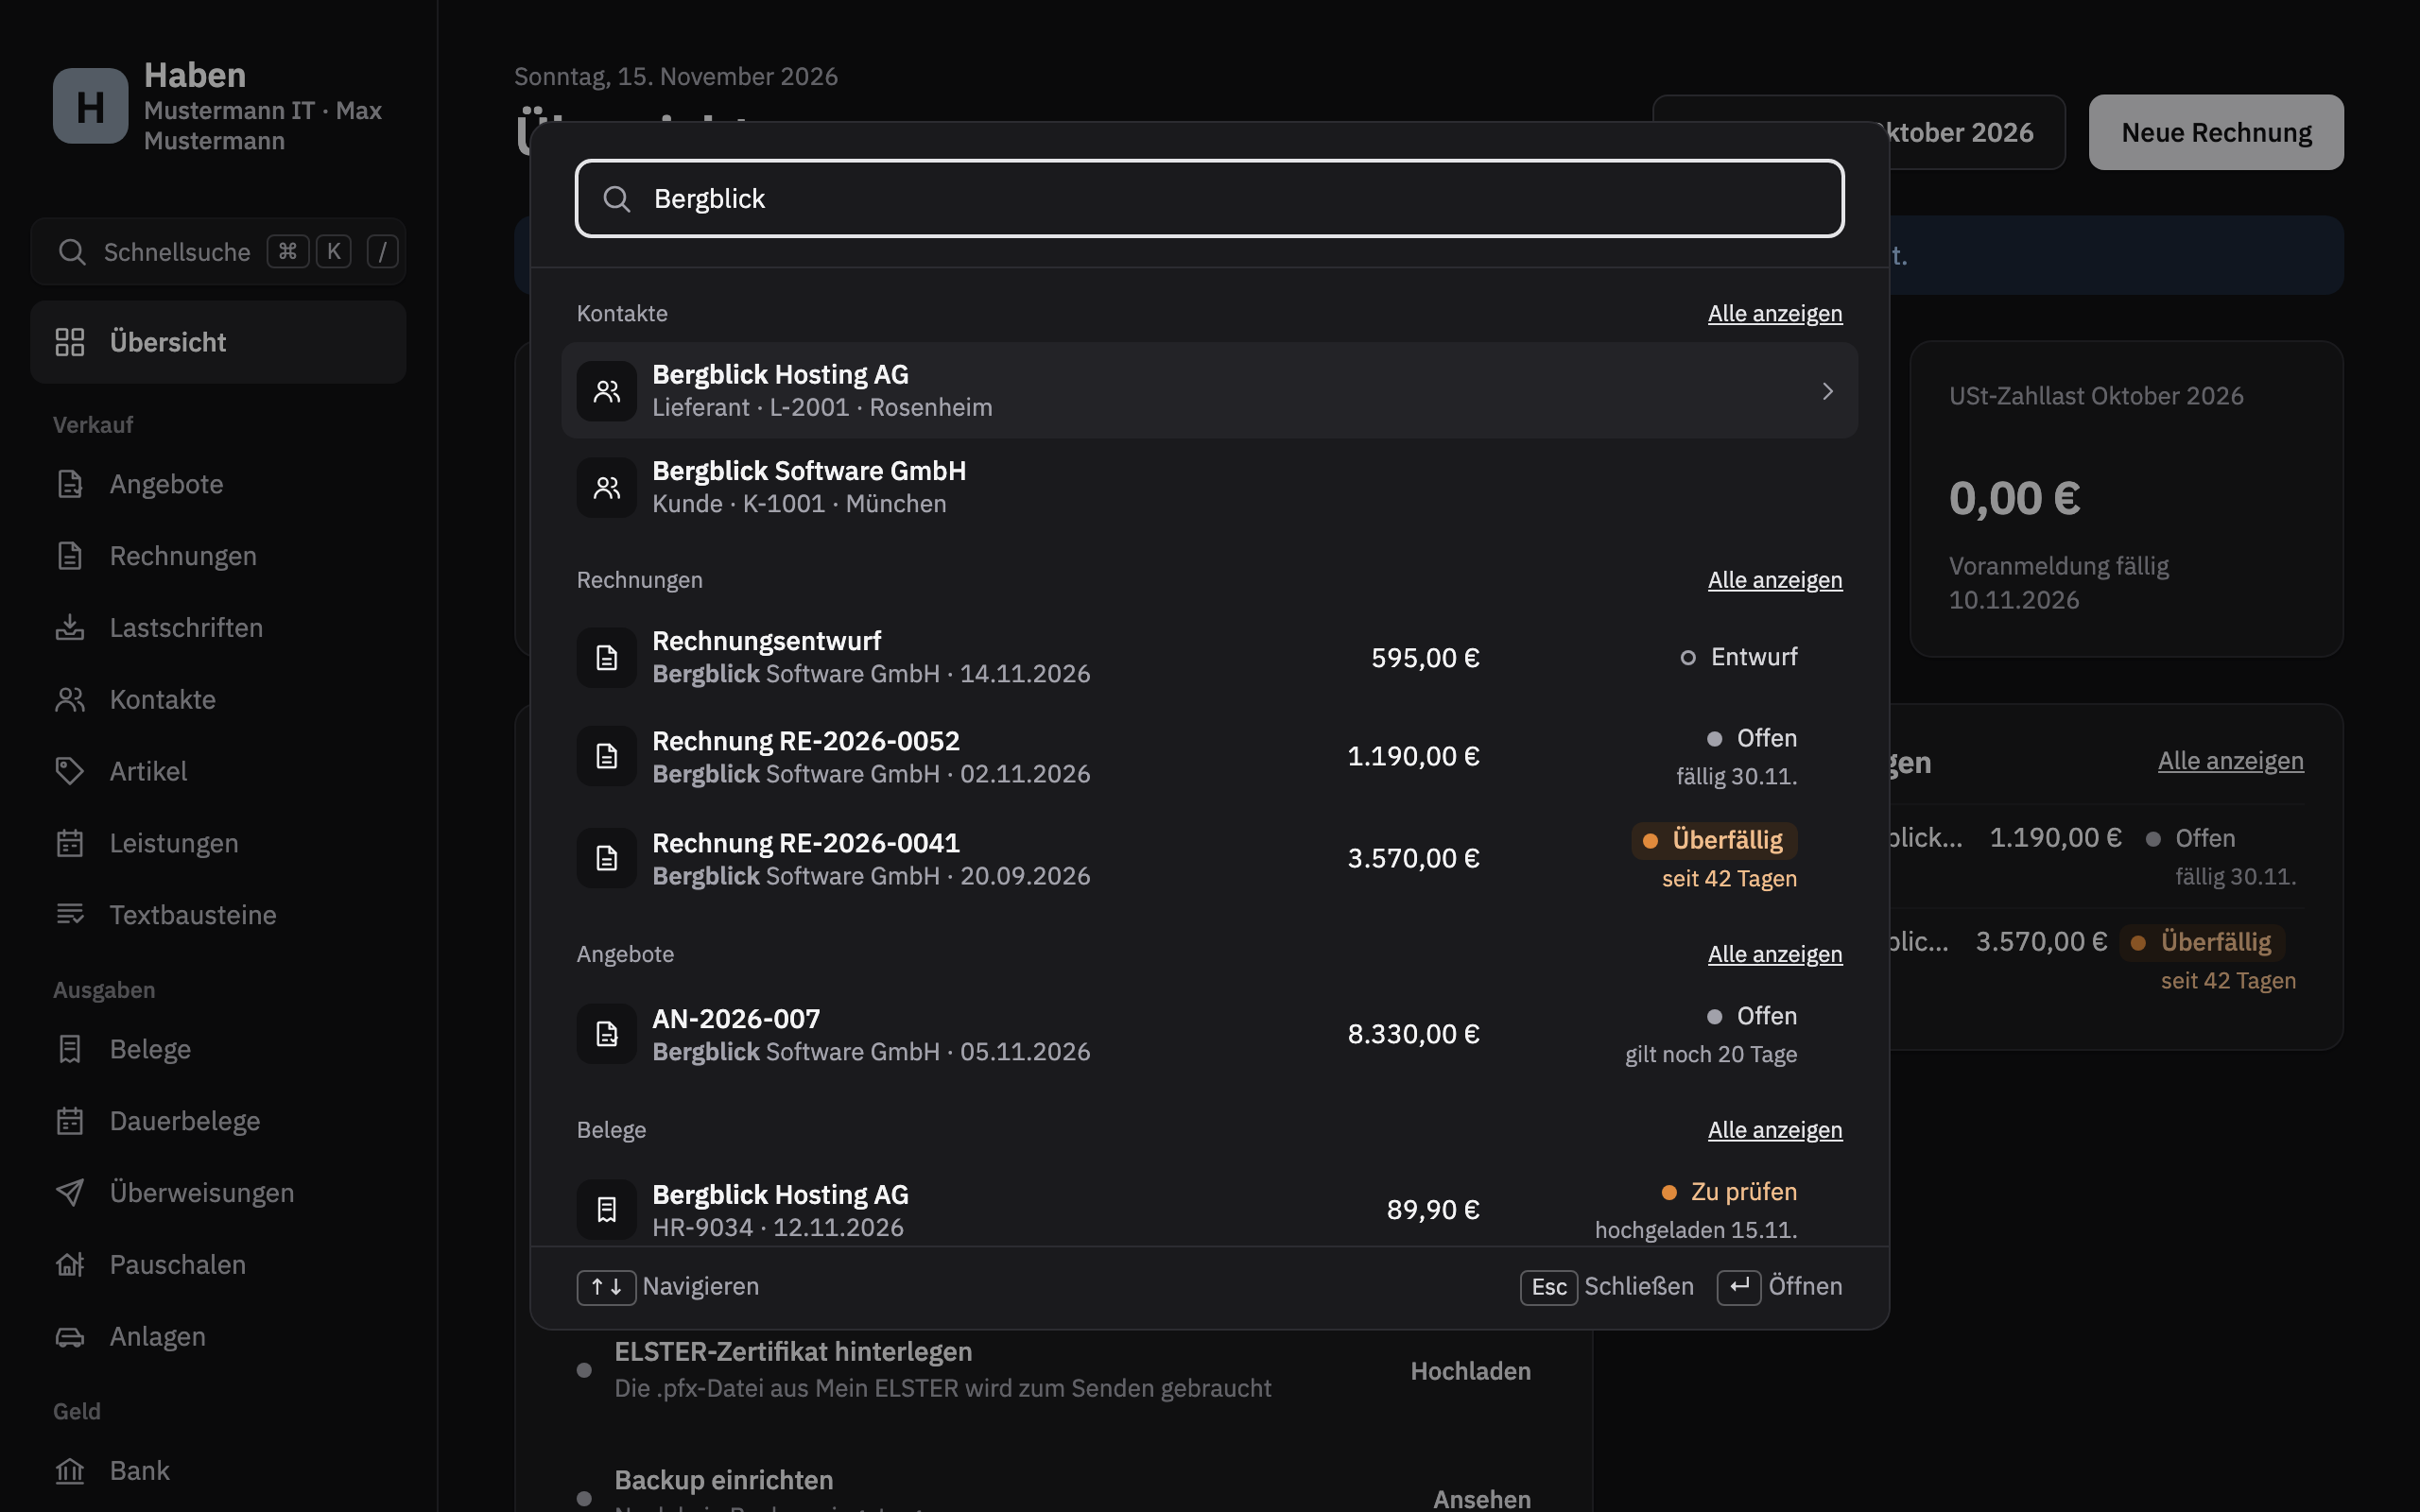 H
Haben
Mustermann IT · Max
Mustermann
Schnellsuche ⌘ K /
Übersicht
Verkauf
Angebote
Rechnungen
Lastschriften
Kontakte
Artikel
Leistungen
Textbausteine
Ausgaben
Belege
Dauerbelege
Überweisungen
Pauschalen
Anlagen
Geld
Bank
Sonntag, 15. November 2026
ktober 2026
Neue Rechnung
t.
Bergblick
Kontakte Alle anzeigen
Bergblick Hosting AG
Lieferant · L-2001 · Rosenheim
Bergblick Software GmbH
Kunde · K-1001 · München
Rechnungen Alle anzeigen
Rechnungsentwurf
Bergblick Software GmbH · 14.11.2026
595,00 €
Entwurf
Rechnung RE-2026-0052
Bergblick Software GmbH · 02.11.2026
1.190,00 €
Offen
fällig 30.11.
Rechnung RE-2026-0041
Bergblick Software GmbH · 20.09.2026
3.570,00 €
Überfällig
seit 42 Tagen
Angebote Alle anzeigen
AN-2026-007
Bergblick Software GmbH · 05.11.2026
8.330,00 €
Offen
gilt noch 20 Tage
Belege Alle anzeigen
Bergblick Hosting AG
HR-9034 · 12.11.2026
89,90 €
Zu prüfen
hochgeladen 15.11.
↑↓ Navigieren Esc Schließen ↵ Öffnen
USt-Zahllast Oktober 2026
0,00 €
Voranmeldung fällig
10.11.2026
gen Alle anzeigen
blick... 1.190,00 € Offen
fällig 30.11.
blic... 3.570,00 € Überfällig
seit 42 Tagen
ELSTER-Zertifikat hinterlegen
Die .pfx-Datei aus Mein ELSTER wird zum Senden gebraucht
Hochladen
Backup einrichten
Ansehen